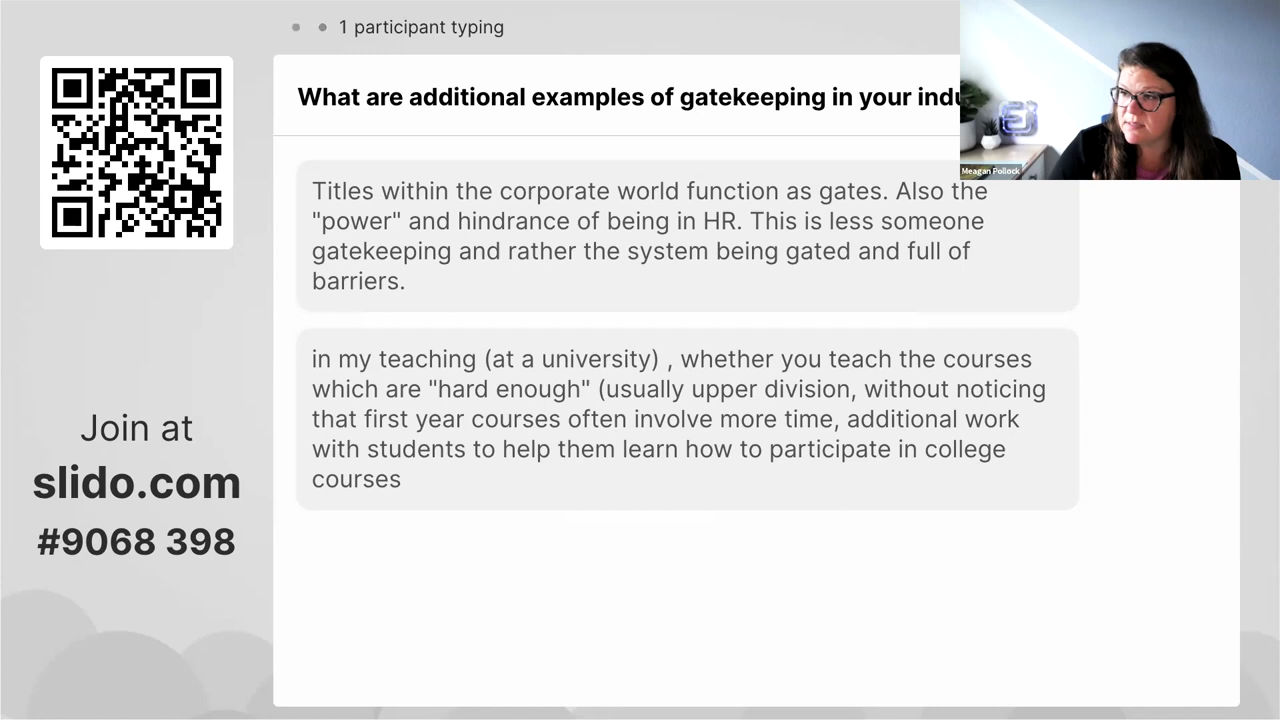 1 participant typing
What are additional examples of gatekeeping in your
Meagan Pollock
Titles within the corporate world function as gates. Also the
"power" and hindrance of being in HR. This is less someone
gatekeeping and rather the system being gated and full of
barriers.
in my teaching (at a university) , whether you teach the courses
which are "hard enough" (usually upper division, without noticing
that first year courses often involve more time, additional work
with students to help them learn how to participate in college
courses
Join at
slido.com
#9068 398